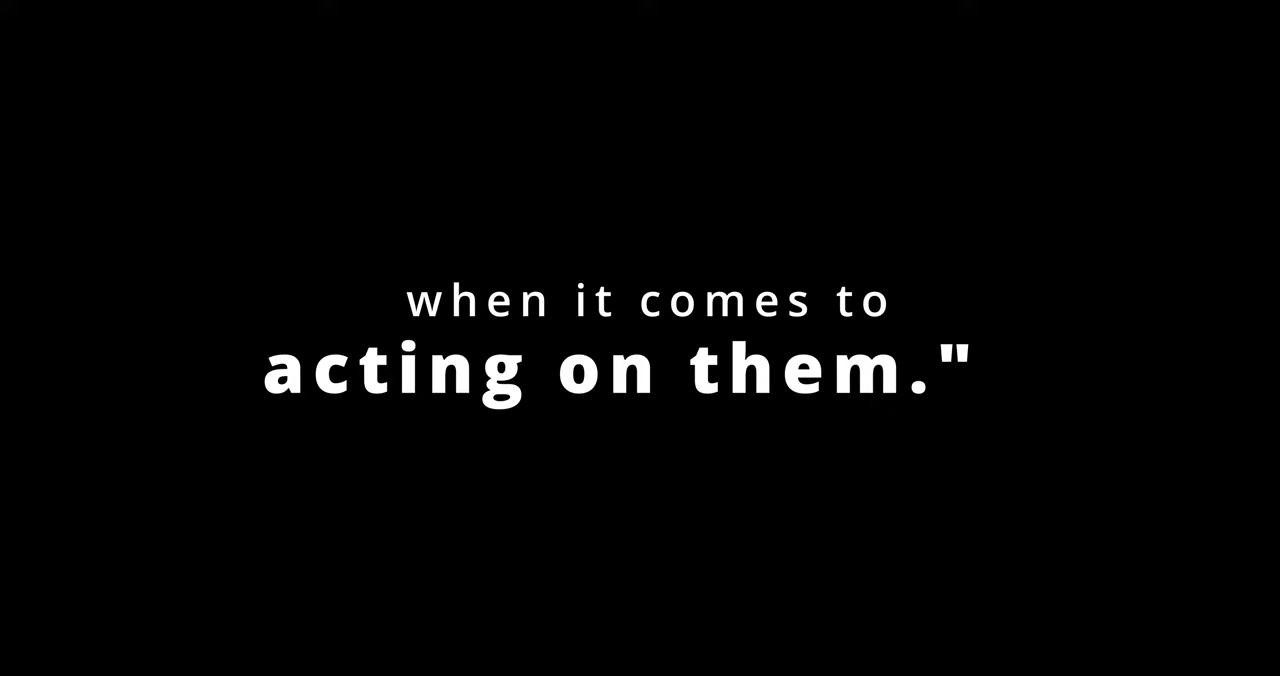 when it comes to
acting on them."